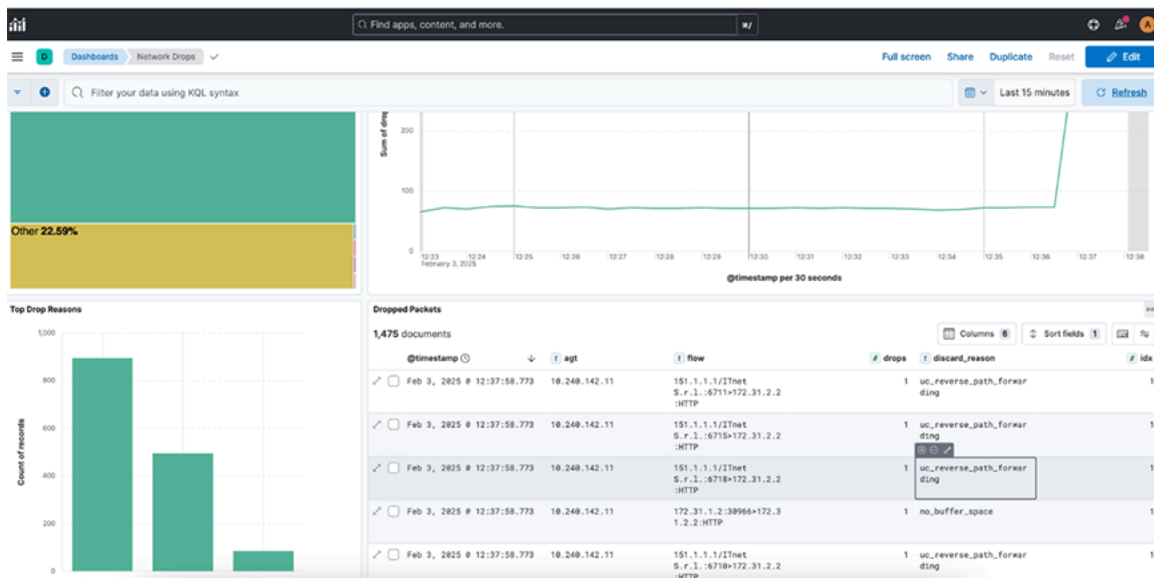 Find apps, content, and more.
⌘/
A
D
Dashboards
Network Drops
Full screen
Share
Duplicate
Reset
Edit
Filter your data using KQL syntax
Last 15 minutes
Refresh
Other 22.59%
Sum of drop
200
100
0
12:23
12:24
12:25
12:26
12:27
12:28
12:29
12:30
12:31
12:32
12:33
12:34
12:35
12:36
12:37
12:38
February 3, 2025
@timestamp per 30 seconds
Top Drop Reasons
Count of records
1,000
800
600
400
200
0
Dropped Packets
1,475 documents
Columns 6
Sort fields 1
@timestamp
agt
flow
drops
discard_reason
idx
Feb 3, 2025 @ 12:37:58.773 10.240.142.11 151.1.1.1/ITnet 1 uc_reverse_path_forwar 1
S.r.l.:6711>172.31.2.2 ding
:HTTP
Feb 3, 2025 @ 12:37:58.773 10.240.142.11 151.1.1.1/ITnet 1 uc_reverse_path_forwar 1
S.r.l.:6715>172.31.2.2 ding
:HTTP
Feb 3, 2025 @ 12:37:58.773 10.240.142.11 151.1.1.1/ITnet 1 uc_reverse_path_forwar 1
S.r.l.:6718>172.31.2.2 ding
:HTTP
Feb 3, 2025 @ 12:37:58.773 10.240.142.11 172.31.1.2:30966>172.3 1 no_buffer_space 1
1.2.2:HTTP
Feb 3, 2025 @ 12:37:58.773 10.240.142.11 151.1.1.1/ITnet 1 uc_reverse_path_forwar 1
S.r.l.:6710>172.31.2.2 ding
:HTTP